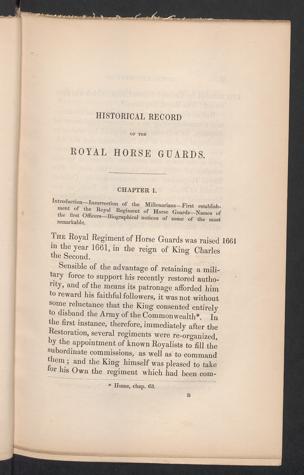 HISTORICAL RECORD
OF THE
ROYAL HORSE GUARDS.
CHAPTER I.
Introduction—Insurrection of the Millenarians—First establish-
ment of the Royal Regiment of Horse Guards—Names of
the first Officers—Biographical notices of some of the most
remarkable.
THE Royal Regiment of Horse Guards was raised 1661
in the year 1661, in the reign of King Charles
the Second.
Sensible of the advantage of retaining a mili-
tary force to support his recently restored autho-
rity, and of the means his patronage afforded him
to reward his faithful followers, it was not without
some reluctance that the King consented entirely
to disband the Army of the Commonwealth*. In
the first instance, therefore, immediately after the
Restoration, several regiments were re-organized,
by the appointment of known Royalists to fill the
subordinate commissions, as well as to command
them; and the King himself was pleased to take
for his Own the regiment which had been com-
* Hume, chap. 63.
B